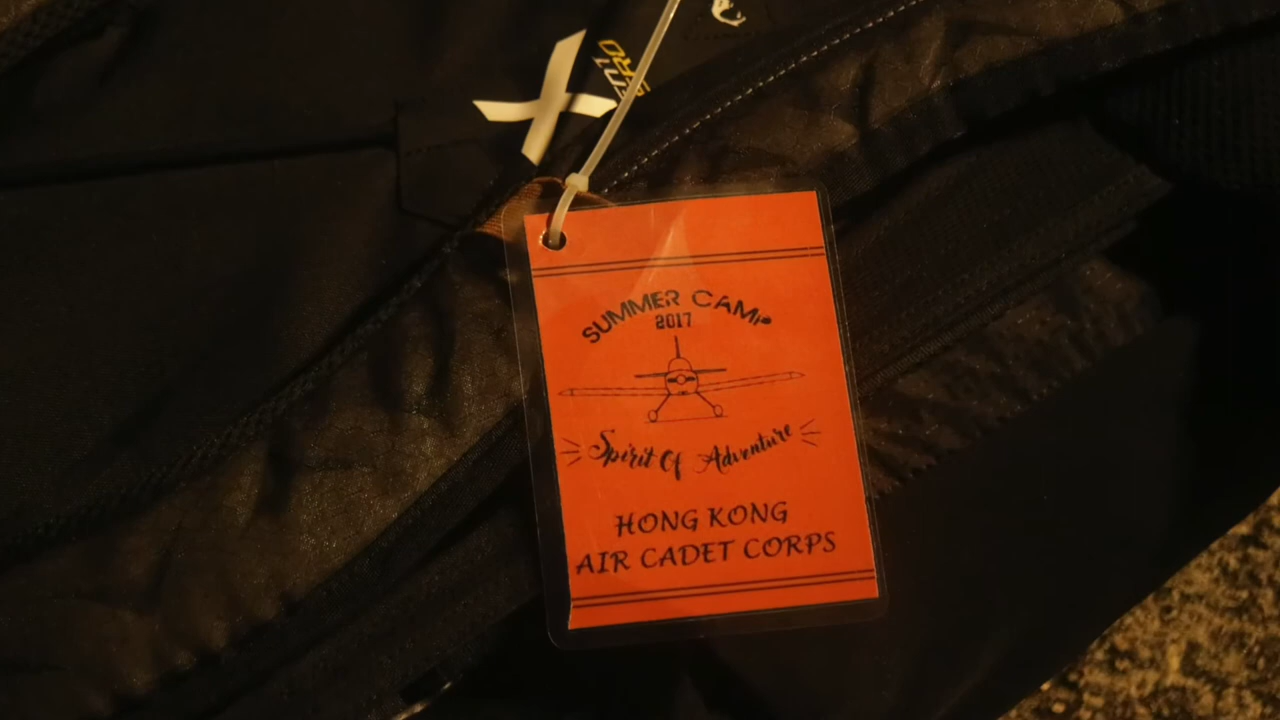 SUMMER CAMP
2017
Spirit Of Adventure
HONG KONG
AIR CADET CORPS